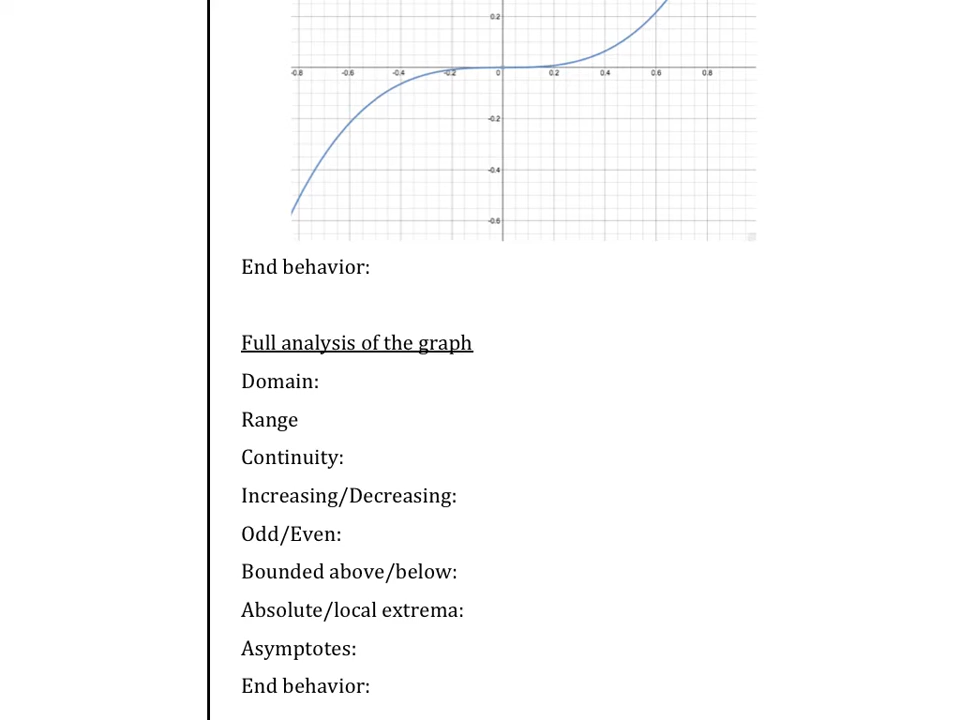 0.2
-0.8 -0.6 -0.4 -0.2 0 0.2 0.4 0.6 0.8
-0.2
-0.4
-0.6
End behavior:
Full analysis of the graph
Domain:
Range
Continuity:
Increasing/Decreasing:
Odd/Even:
Bounded above/below:
Absolute/local extrema:
Asymptotes:
End behavior: